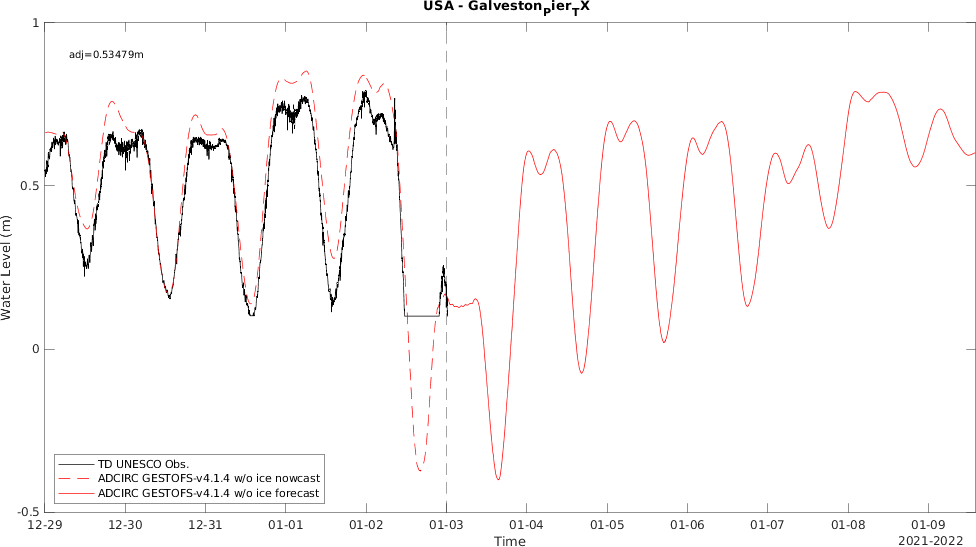 USA - GalvestonPierTX
adj=0.53479m
1
0.5
0
-0.5
Water Level (m)
TD UNESCO Obs.
ADCIRC GESTOFS-v4.1.4 w/o ice nowcast
ADCIRC GESTOFS-v4.1.4 w/o ice forecast
12-29 12-30 12-31 01-01 01-02 01-03 01-04 01-05 01-06 01-07 01-08 01-09
Time
2021-2022